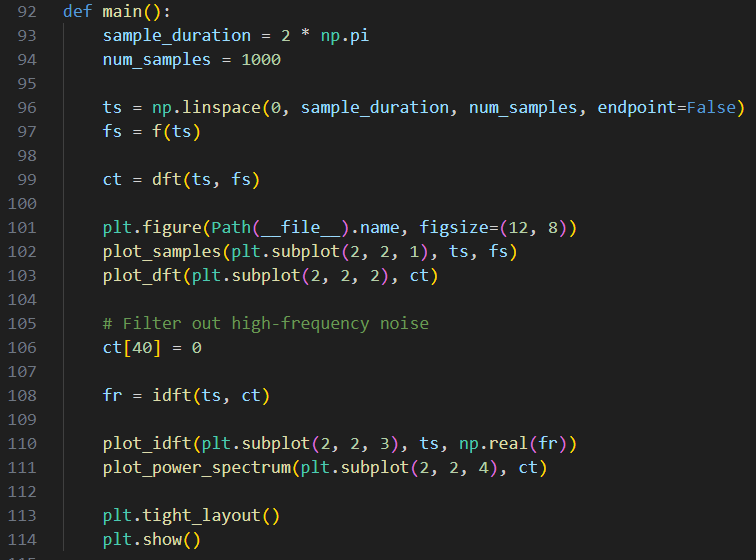 92 def main():
93     sample_duration = 2 * np.pi
94     num_samples = 1000
95
96     ts = np.linspace(0, sample_duration, num_samples, endpoint=False)
97     fs = f(ts)
98
99     ct = dft(ts, fs)
100
101     plt.figure(Path(__file__).name, figsize=(12, 8))
102     plot_samples(plt.subplot(2, 2, 1), ts, fs)
103     plot_dft(plt.subplot(2, 2, 2), ct)
104
105     # Filter out high-frequency noise
106     ct[40] = 0
107
108     fr = idft(ts, ct)
109
110     plot_idft(plt.subplot(2, 2, 3), ts, np.real(fr))
111     plot_power_spectrum(plt.subplot(2, 2, 4), ct)
112
113     plt.tight_layout()
114     plt.show()